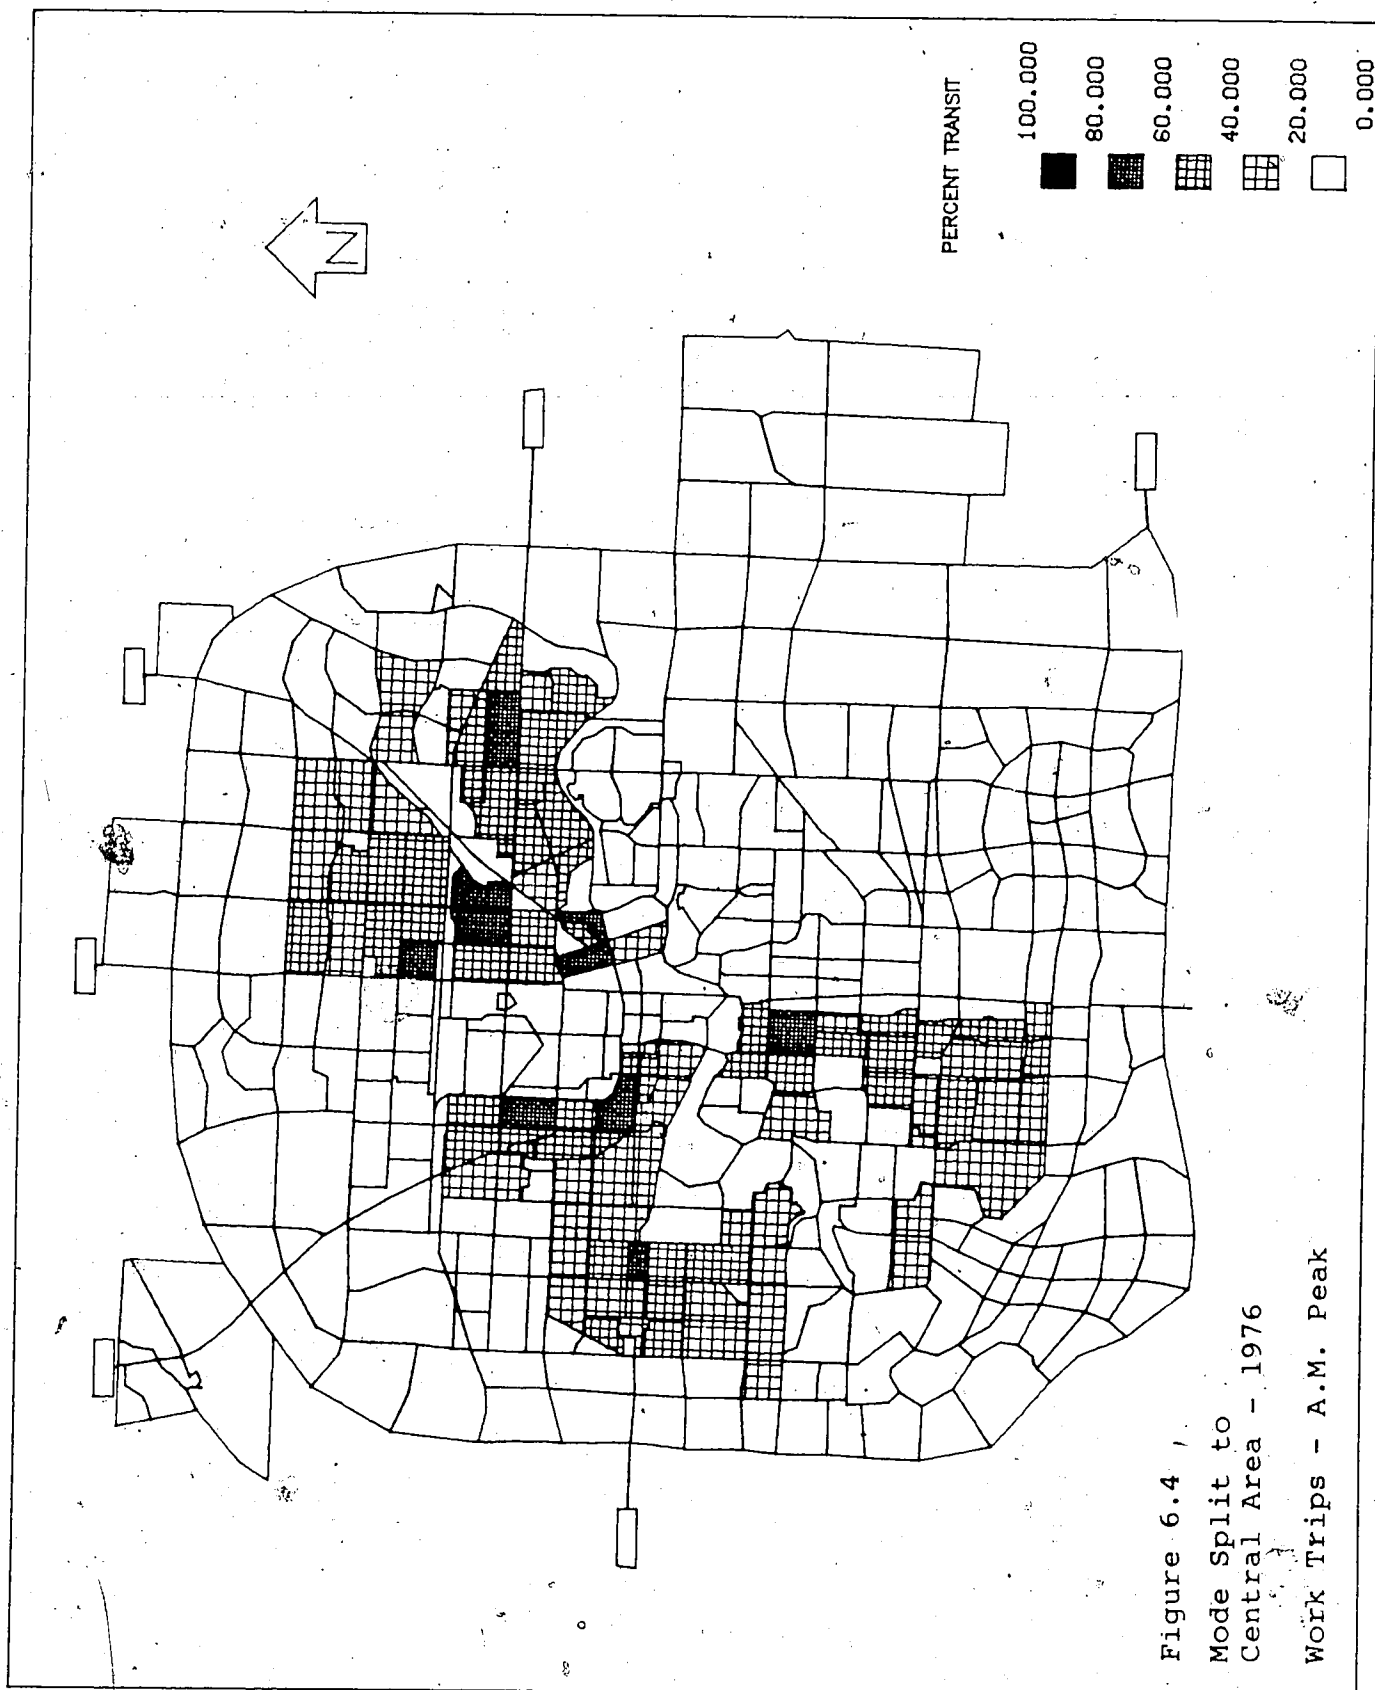 N
PERCENT TRANSIT
100.000
80.000
60.000
40.000
20.000
0.000
Figure 6.4
Mode Split to
Central Area - 1976
Work Trips - A.M. Peak